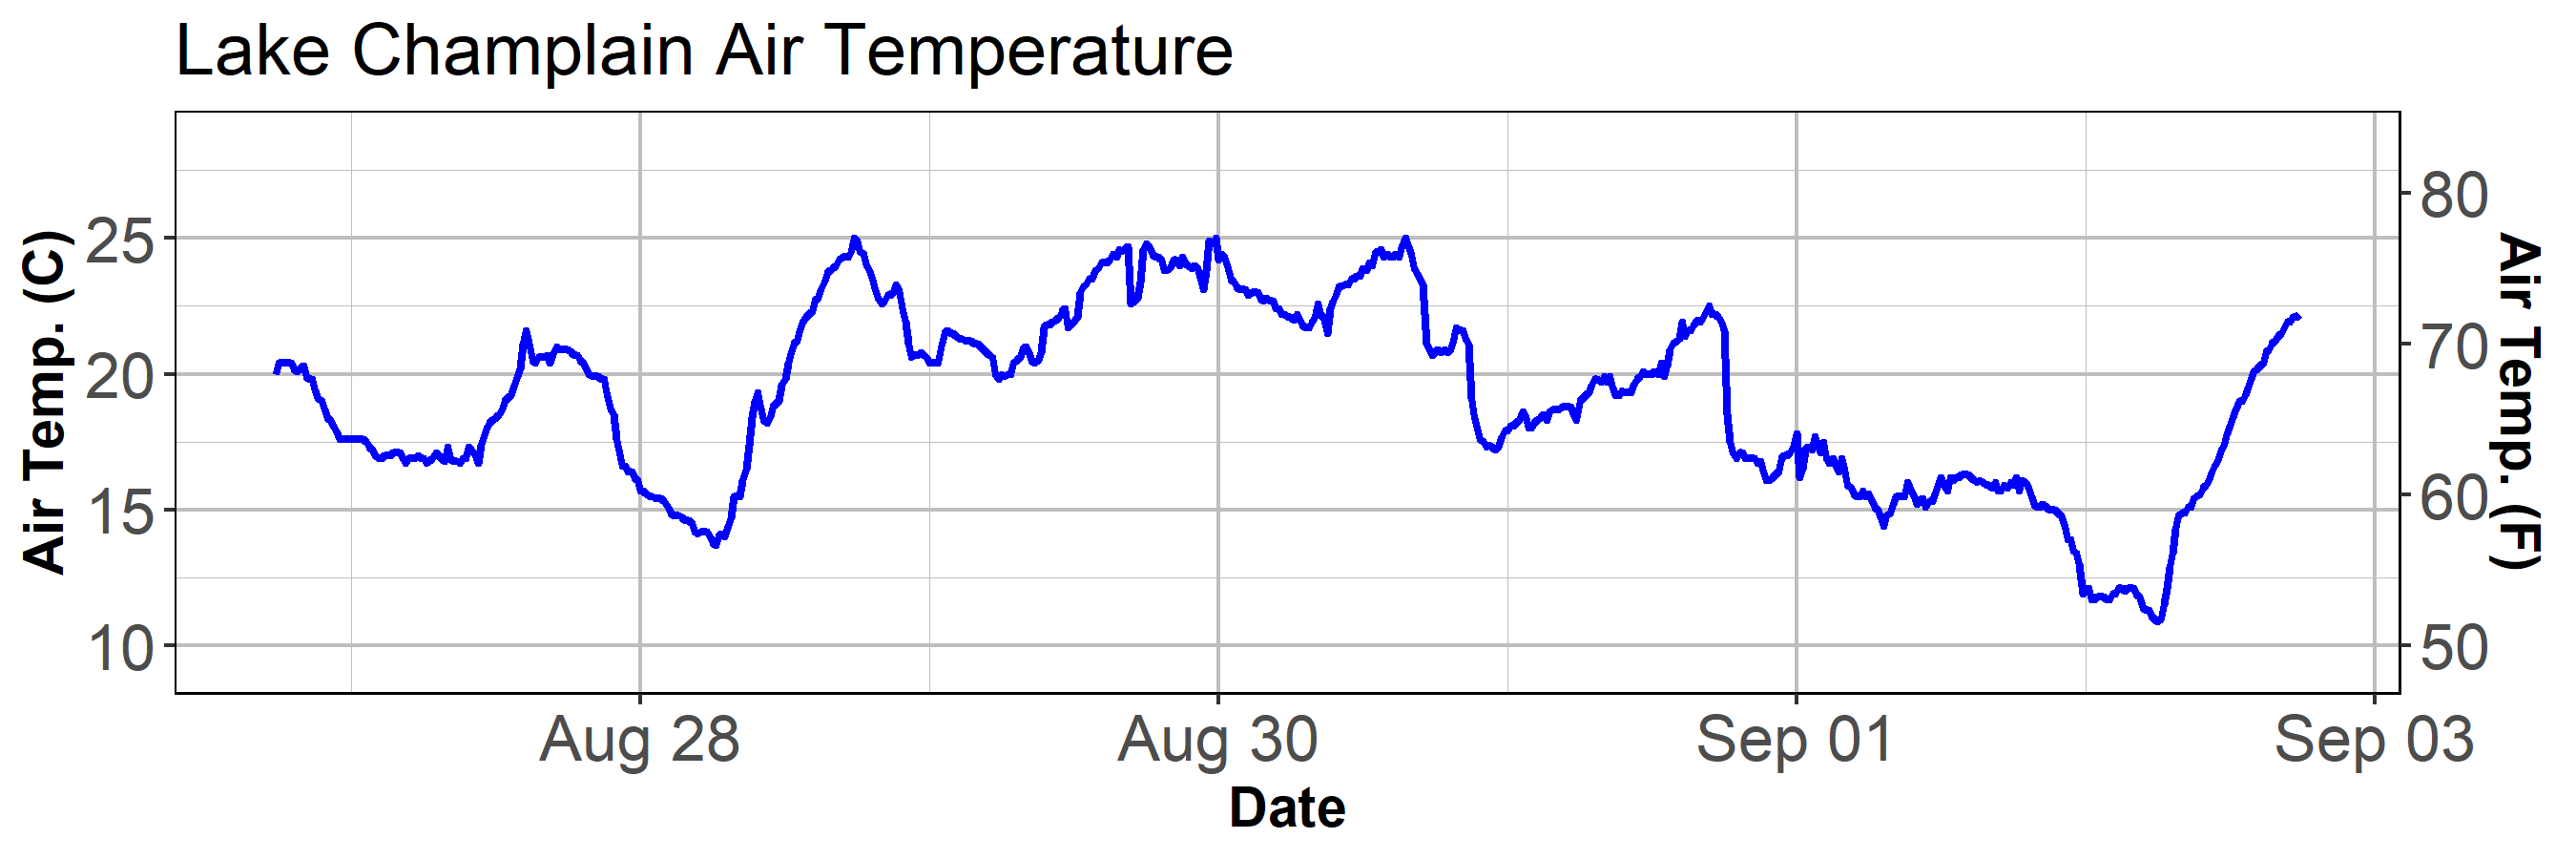 Lake Champlain Air Temperature
Air Temp. (C)
25
20
15
10
80
70
60
50
Air Temp. (F)
Aug 28
Aug 30
Sep 01
Sep 03
Date